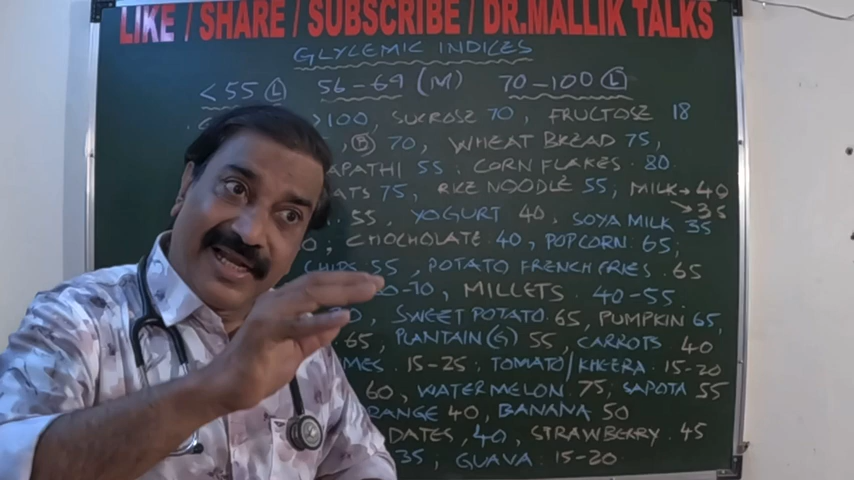 LIKE / SHARE / SUBSCRIBE / DR.MALLIK TALKS
GLYCEMIC INDICES
<55 (L) 56-69 (M) 70-100 (L)
100, SUCROSE 70, FRUCTOSE 18
, (B) 70, WHEAT BREAD 75,
APATHI 55, CORN FLAKES. 80
ATS 75, RICE NOODLE 55, MILK → 40
→ 35
. 55, YOGURT 40, SOYA MILK 35
0; CHOCHOLATE. 40, POPCORN. 65;
CHIPS 55, POTATO FRENCH FRIES. 65
-70, MILLETS. 40-55.
0, SWEET POTATO. 65, PUMPKIN 65,
.65, PLANTAIN (G) 55, CARROTS 40
MES. 15-25; TOMATO/KHEERA. 15-20
60, WATERMELON. 75, SAPOTA 55
RANGE 40, BANANA 50
DATES, 40, STRAWBERRY. 45
35; GUAVA. 15-20